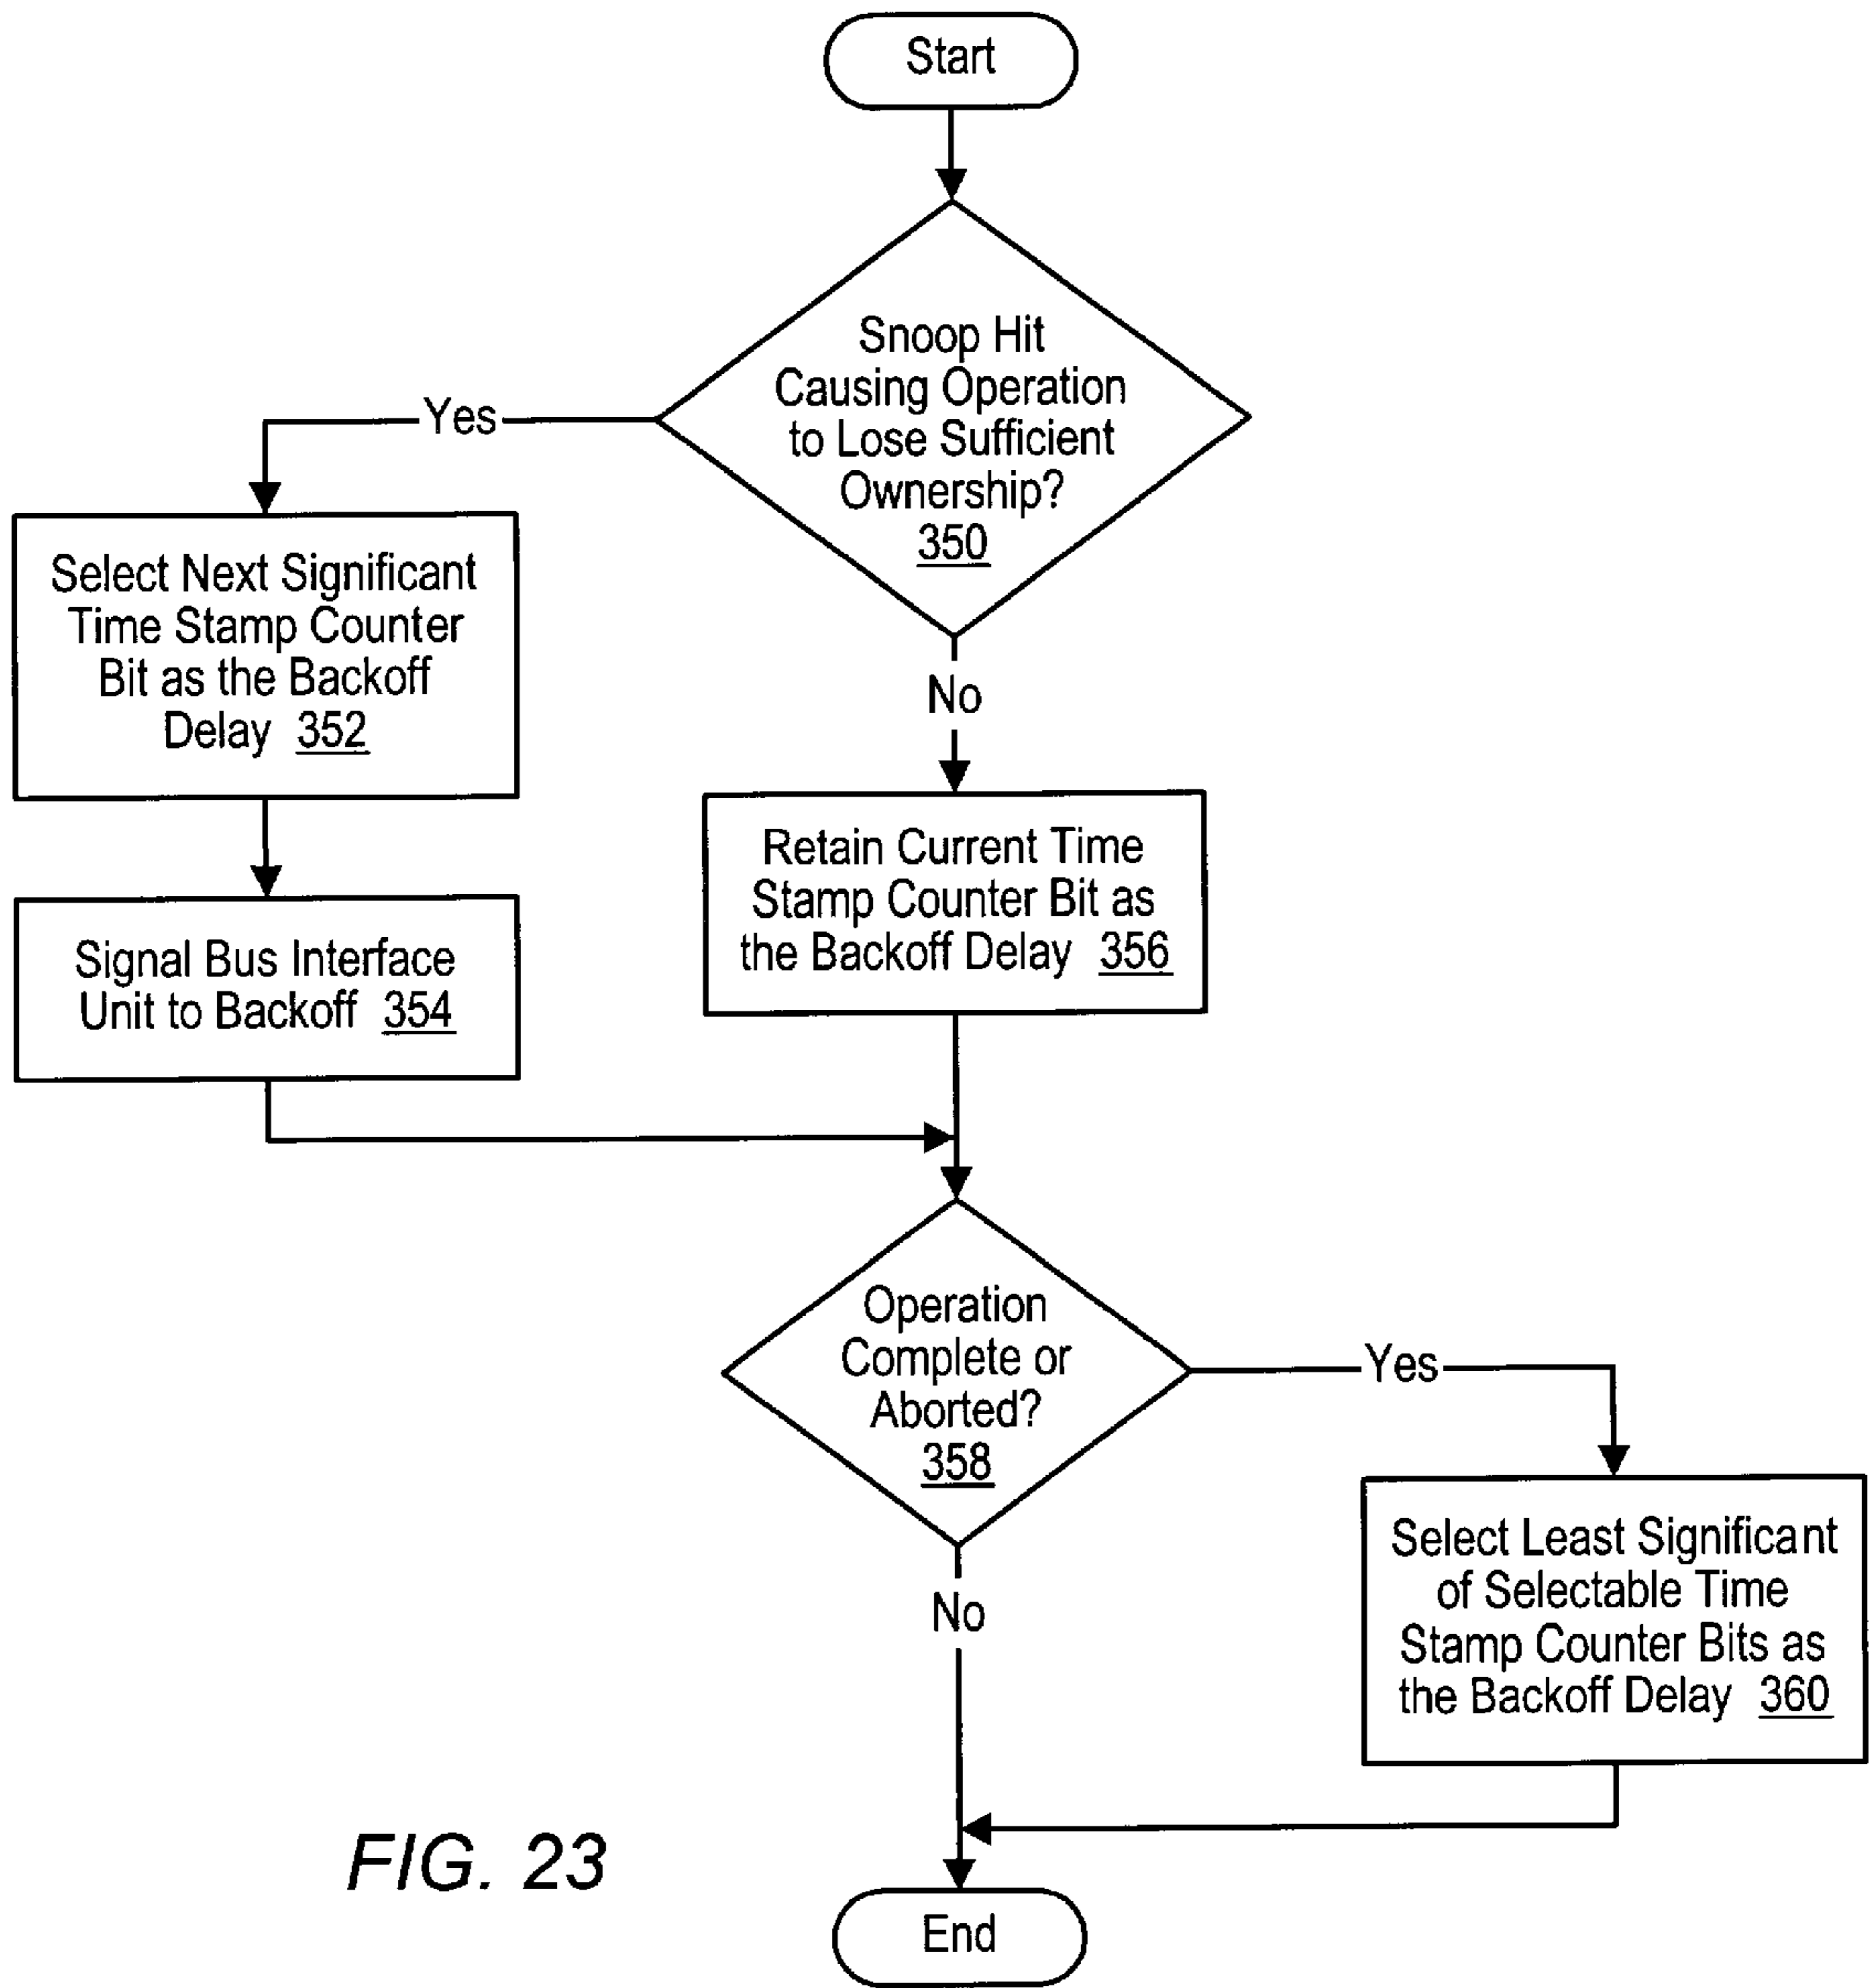 Start
Snoop Hit
Causing Operation
to Lose Sufficient
Ownership?
350
Yes
No
Select Next Significant
Time Stamp Counter
Bit as the Backoff
Delay 352
Signal Bus Interface
Unit to Backoff 354
Retain Current Time
Stamp Counter Bit as
the Backoff Delay 356
Operation
Complete or
Aborted?
358
Yes
No
Select Least Significant
of Selectable Time
Stamp Counter Bits as
the Backoff Delay 360
FIG. 23
End